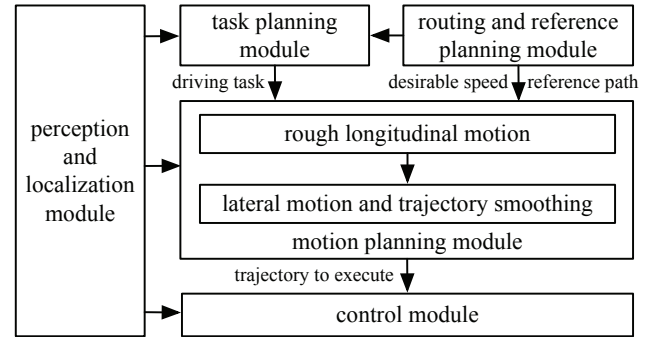 task planning
module
routing and reference
planning module
driving task
desirable speed
reference path
perception
and
localization
module
rough longitudinal motion
lateral motion and trajectory smoothing
motion planning module
trajectory to execute
control module